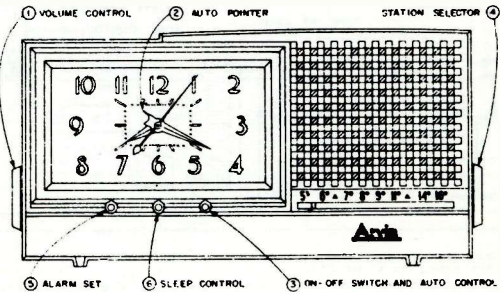 ① VOLUME CONTROL
② AUTO POINTER
STATION SELECTOR ④
10 11 12 1 2
9 3
8 7 6 5 4
Arvin
⑤ ALARM SET
⑥ SLEEP CONTROL
③ ON-OFF SWITCH AND AUTO CONTROL